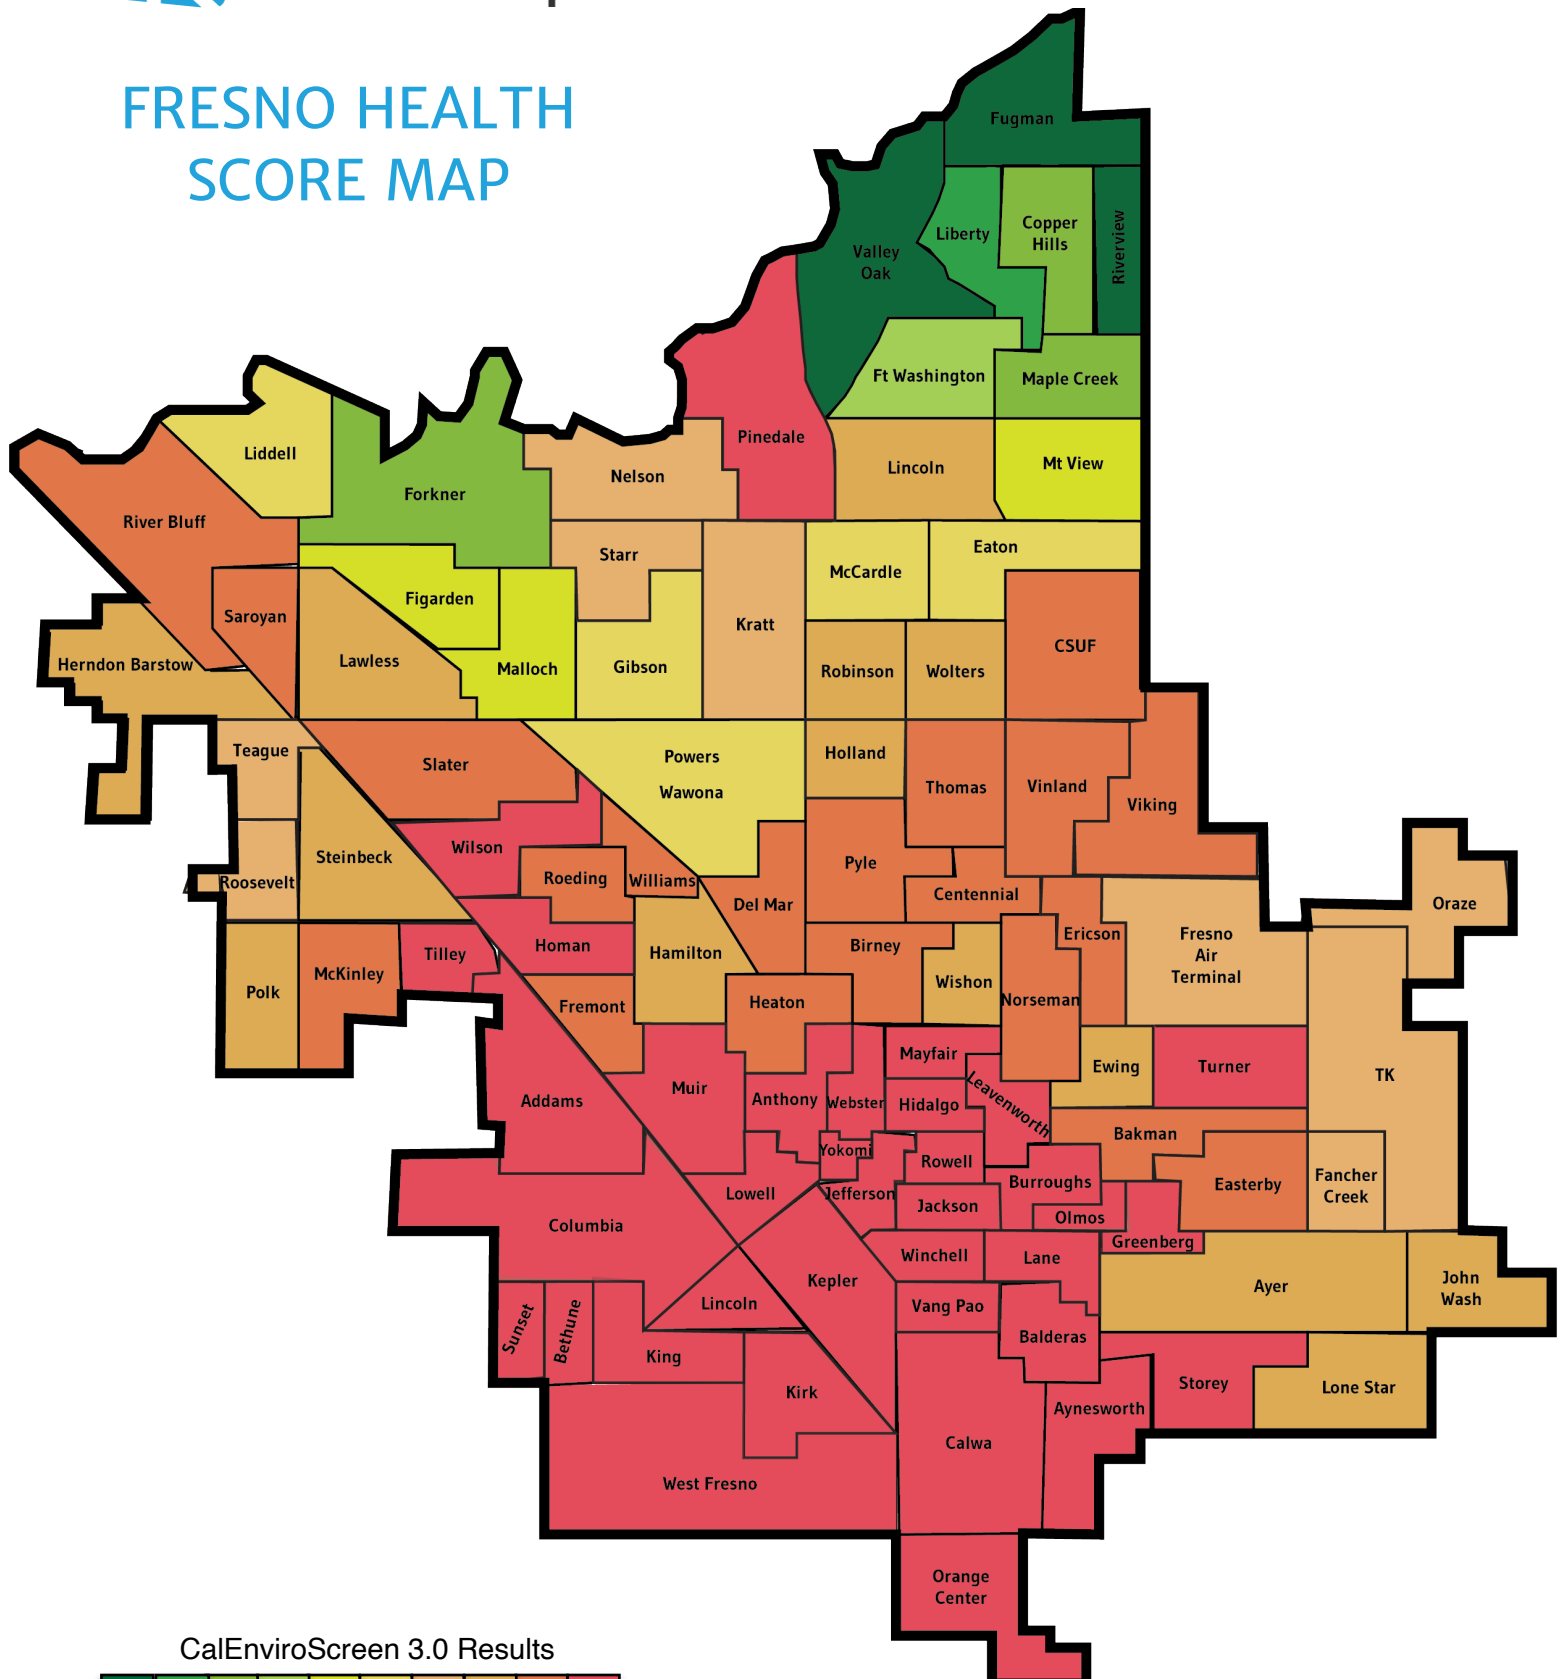 FRESNO HEALTH
SCORE MAP
Fugman
Liberty
Copper
Hills
Riverview
Valley
Oak
Ft Washington
Maple Creek
Pinedale
Liddell
Lincoln
Mt View
Nelson
Forkner
River Bluff
Starr
McCardle
Eaton
Figarden
Saroyan
Kratt
CSUF
Herndon Barstow
Lawless
Malloch
Gibson
Robinson
Wolters
Teague
Slater
Powers
Wawona
Holland
Thomas
Vinland
Viking
Wilson
Steinbeck
Pyle
Roosevelt
Roeding
Williams
Del Mar
Centennial
Oraze
Homan
Hamilton
Birney
Ericson
Fresno
Air
Terminal
Tilley
McKinley
Polk
Wishon
Norseman
Fremont
Heaton
Mayfair
Ewing
Turner
TK
Addams
Muir
Anthony
Webster
Hidalgo
Leavenworth
Bakman
Yokomi
Rowell
Lowell
Jefferson
Burroughs
Easterby
Fancher
Creek
Jackson
Olmos
Columbia
Greenberg
Winchell
Lane
Kepler
Ayer
John
Wash
Lincoln
Vang Pao
Sunset
Bethune
King
Balderas
Kirk
Storey
Lone Star
Aynesworth
Calwa
West Fresno
Orange
Center
CalEnviroScreen 3.0 Results